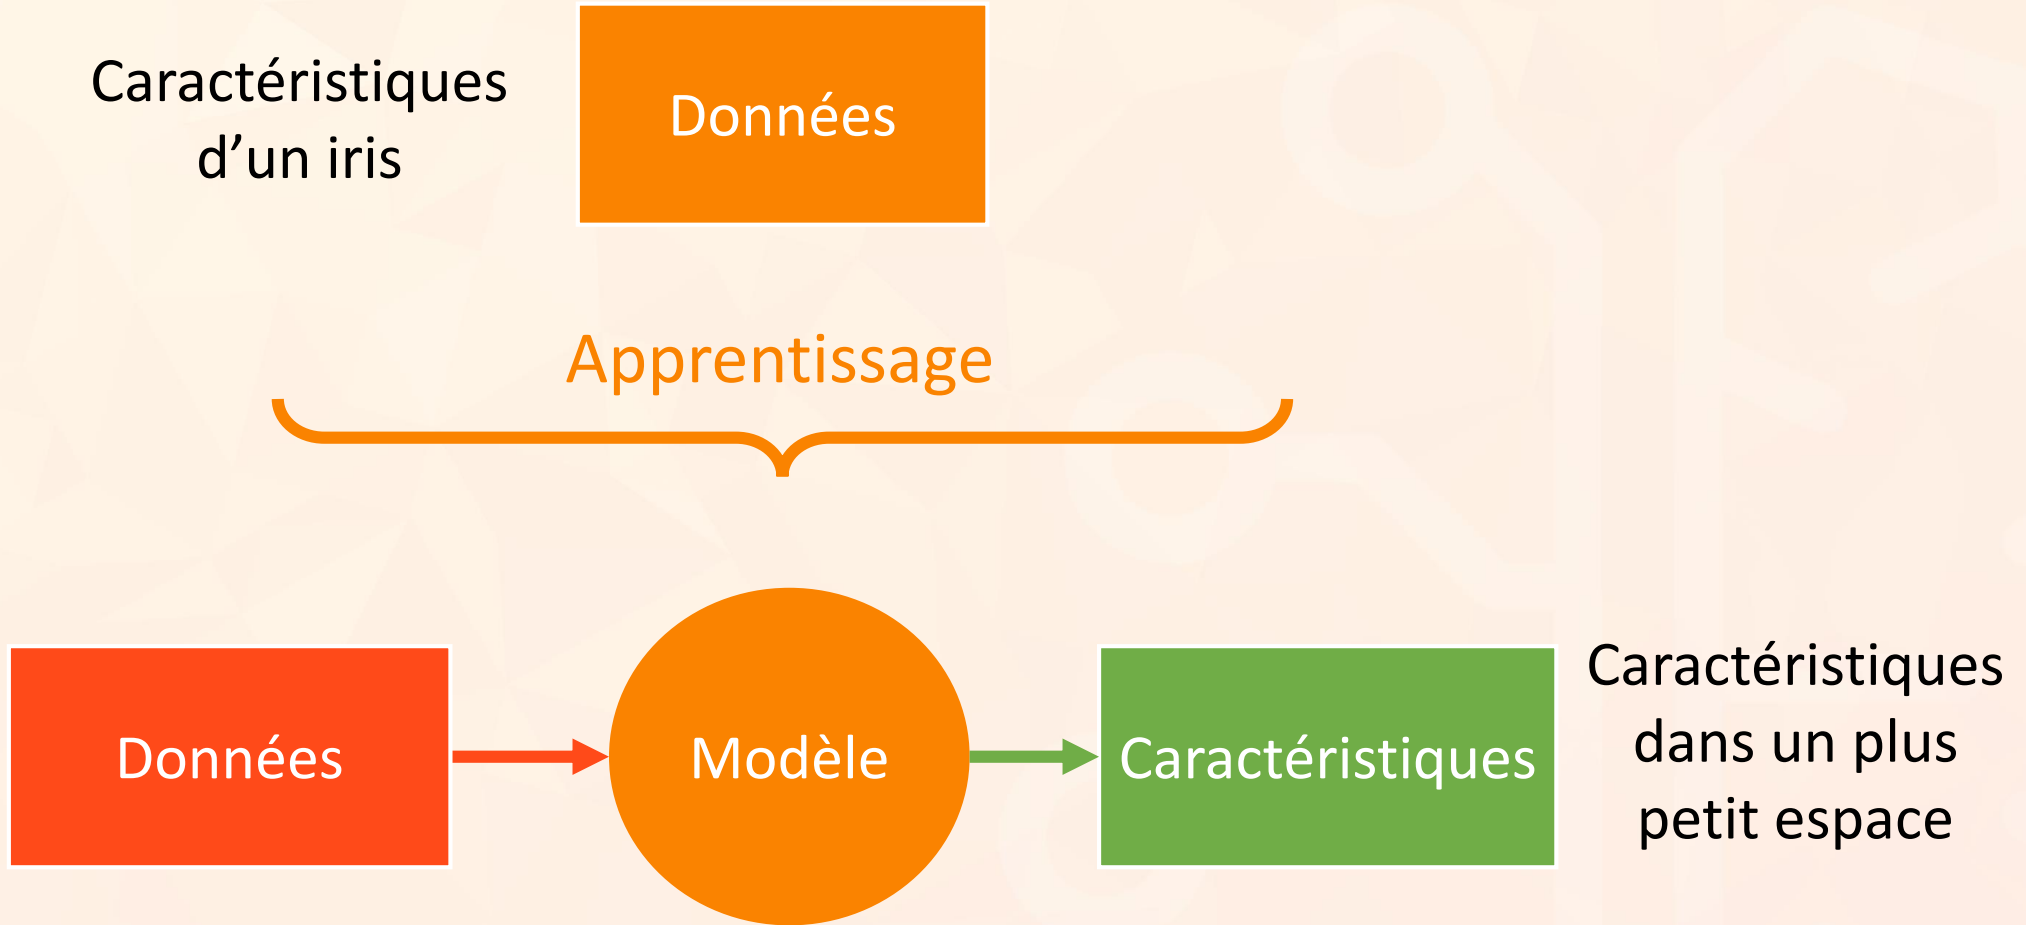 Caractéristiques
d’un iris
Données
Apprentissage
Données
Modèle
Caractéristiques
Caractéristiques
dans un plus
petit espace